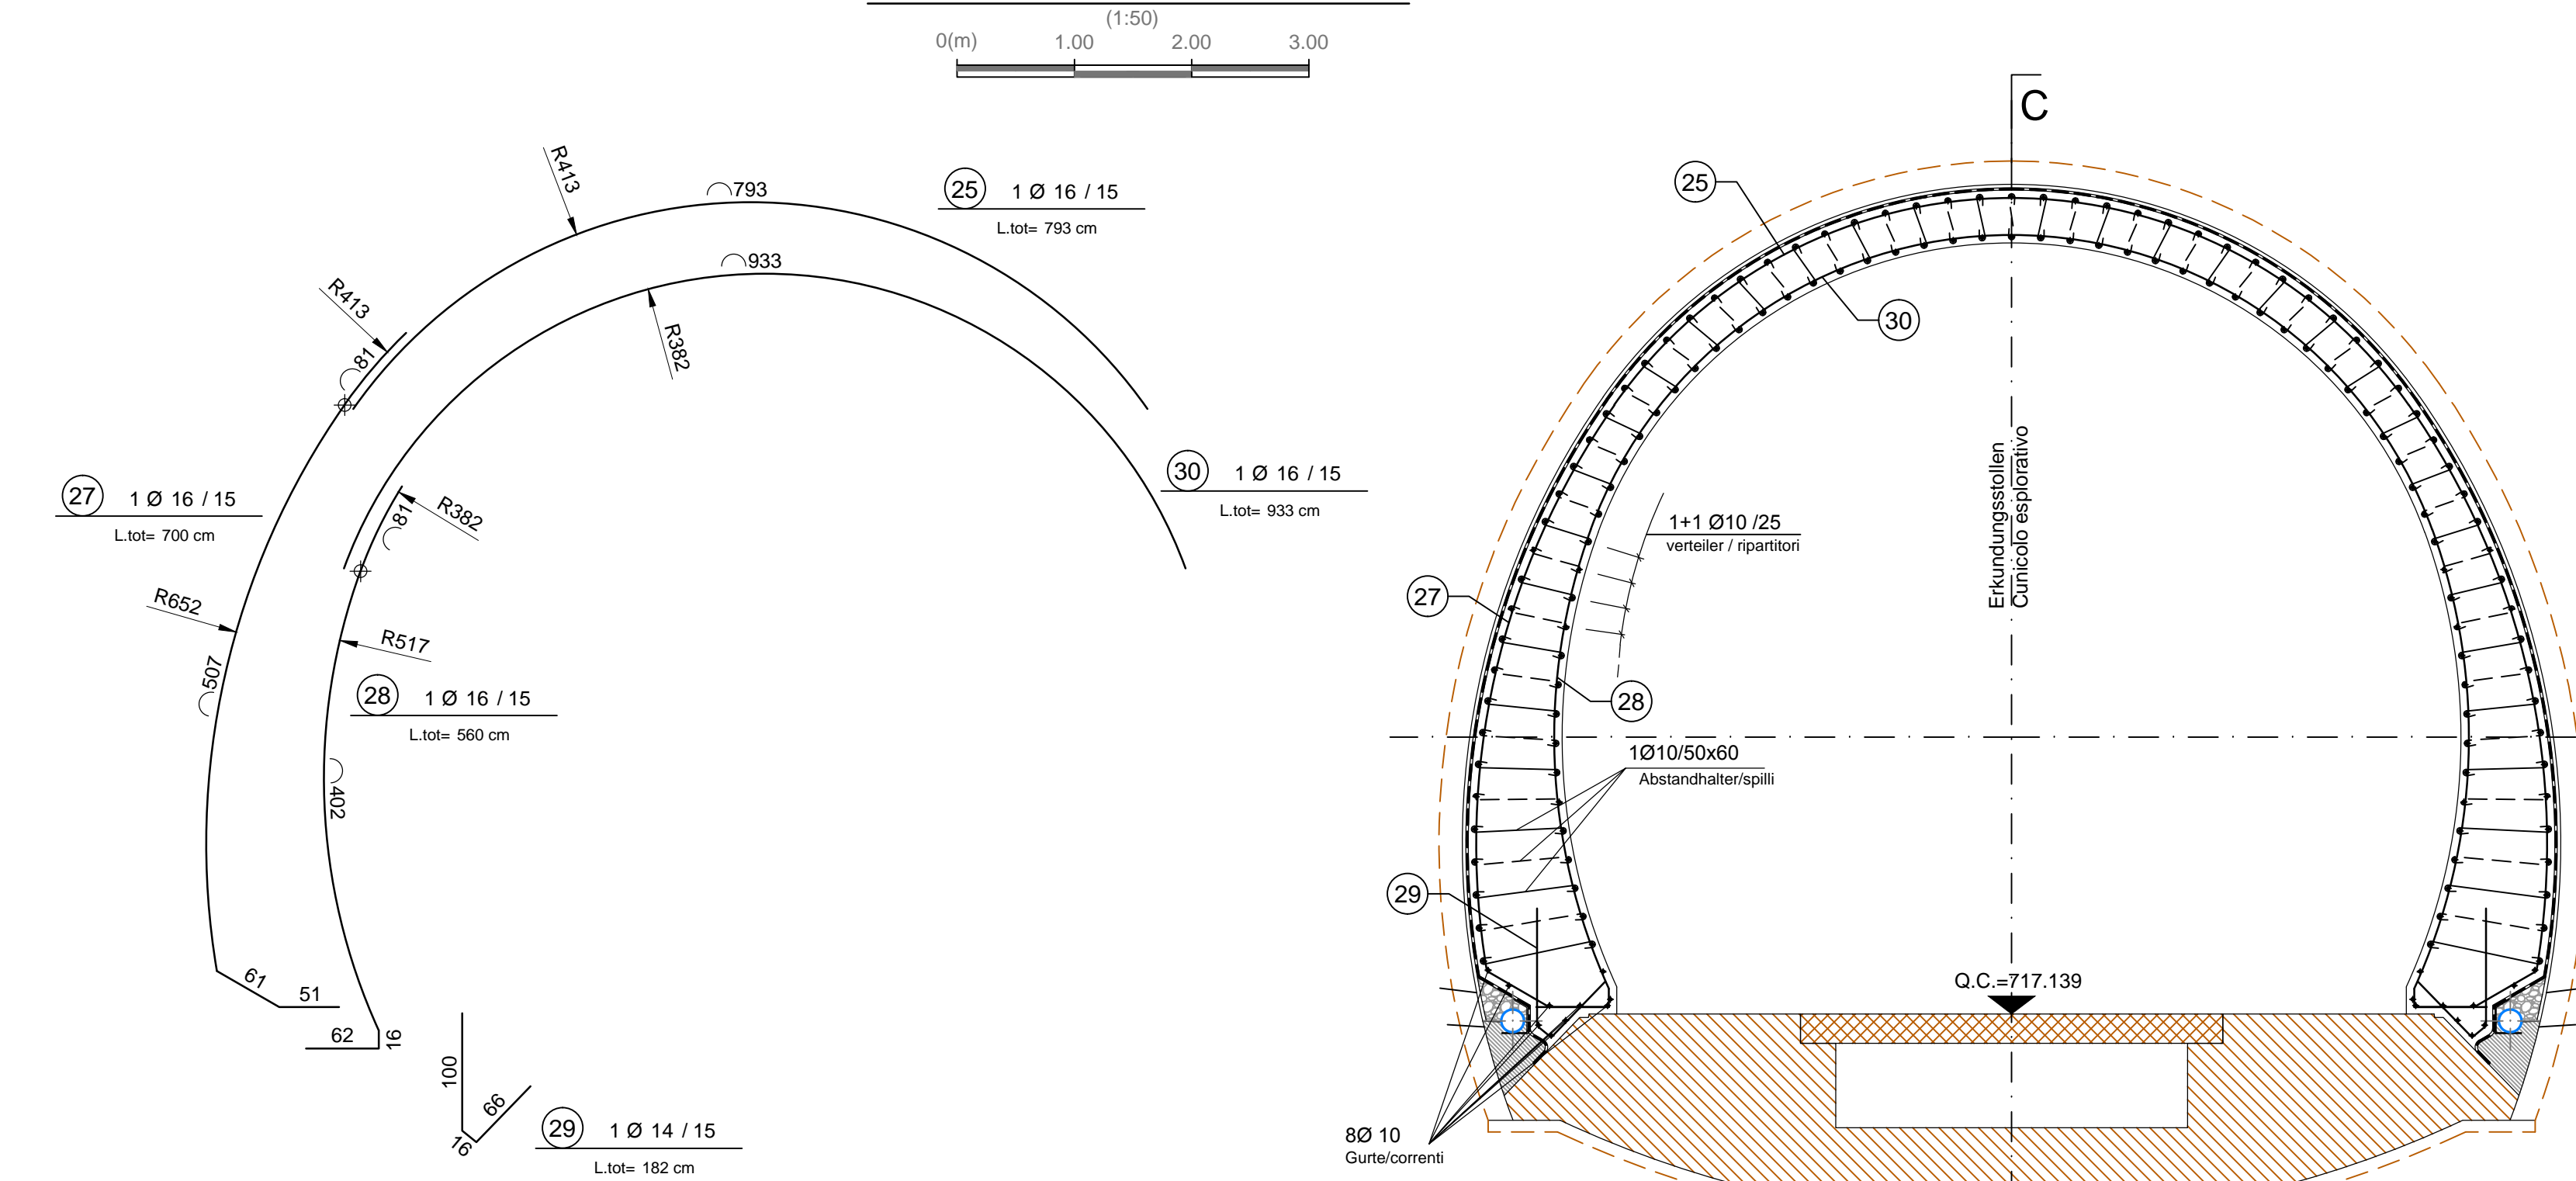 (1:50)
0(m) 1.00 2.00 3.00
C
R413
793
25 1 Ø 16 / 15
L.tot= 793 cm
25
933
R413
81
R382
30
27 1 Ø 16 / 15
L.tot= 700 cm
81
R382
30 1 Ø 16 / 15
L.tot= 933 cm
1+1 Ø10 /25
verteiler / ripartitori
Erkundungsstollen
Cunicolo esplorativo
27
R652
R517
507
28 1 Ø 16 / 15
L.tot= 560 cm
28
402
1Ø10/50x60
Abstandhalter/spilli
29
61
51
Q.C.=717.139
62
16
100
66
16
29 1 Ø 14 / 15
L.tot= 182 cm
8Ø 10
Gurte/correnti